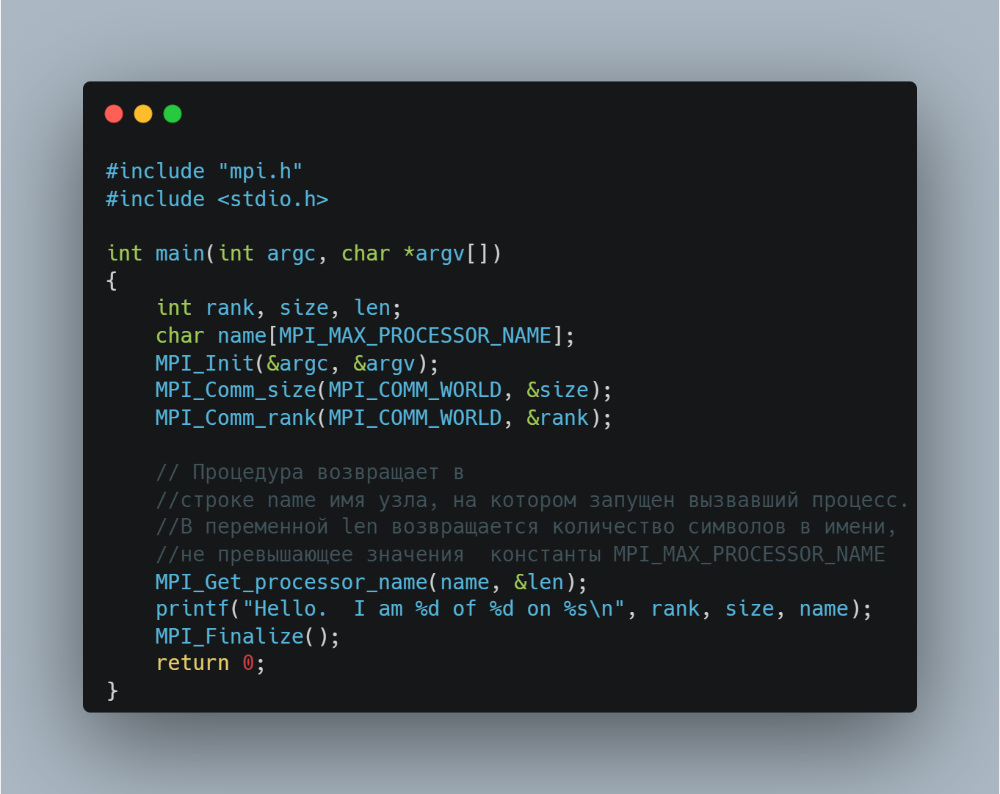 #include "mpi.h"
#include <stdio.h>
int main(int argc, char *argv[])
{
    int rank, size, len;
    char name[MPI_MAX_PROCESSOR_NAME];
    MPI_Init(&argc, &argv);
    MPI_Comm_size(MPI_COMM_WORLD, &size);
    MPI_Comm_rank(MPI_COMM_WORLD, &rank);
    // Процедура возвращает в
    //строке name имя узла, на котором запущен вызвавший процесс.
    //В переменной len возвращается количество символов в имени,
    //не превышающее значения  константы MPI_MAX_PROCESSOR_NAME
    MPI_Get_processor_name(name, &len);
    printf("Hello.  I am %d of %d on %s\n", rank, size, name);
    MPI_Finalize();
    return 0;
}